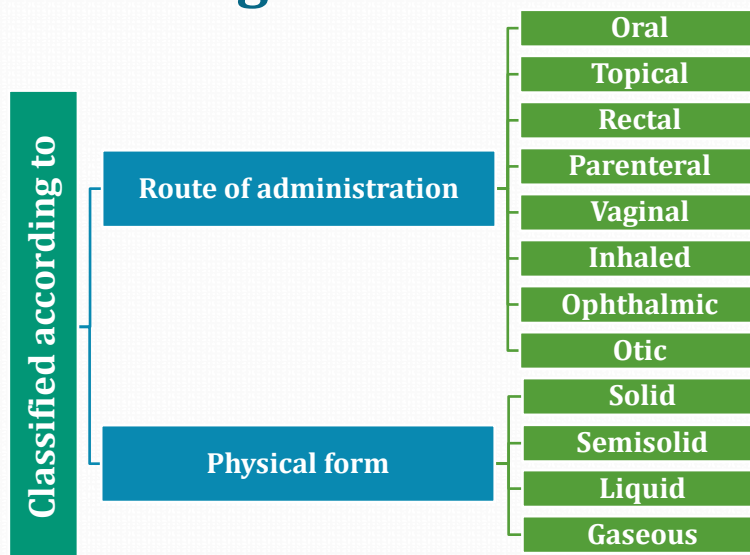 Classified according to
Route of administration
Oral
Topical
Rectal
Parenteral
Vaginal
Inhaled
Ophthalmic
Otic
Physical form
Solid
Semisolid
Liquid
Gaseous